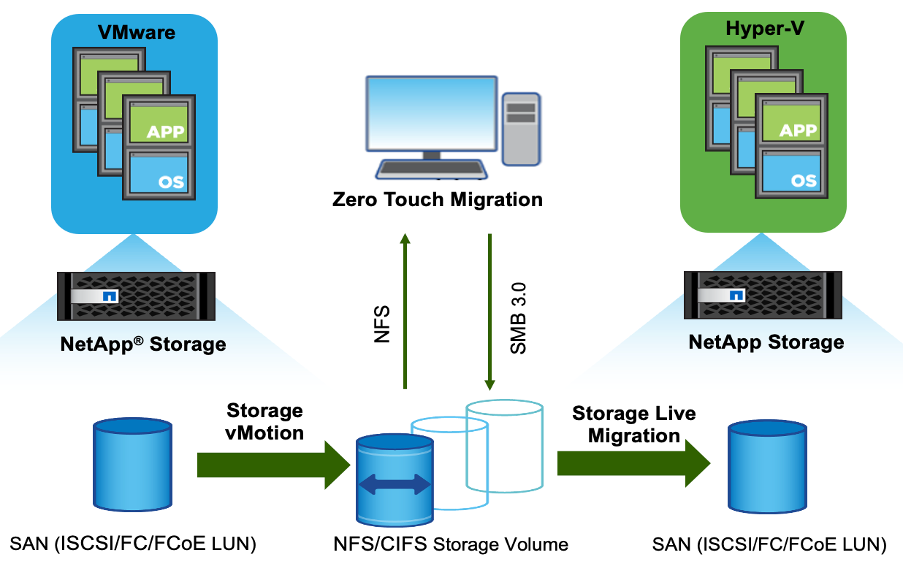 VMware
APP
OS
NetApp® Storage
Zero Touch Migration
NFS
SMB 3.0
Hyper-V
APP
OS
NetApp Storage
Storage
vMotion
Storage Live
Migration
SAN (ISCSI/FC/FCoE LUN)
NFS/CIFS Storage Volume
SAN (ISCSI/FC/FCoE LUN)